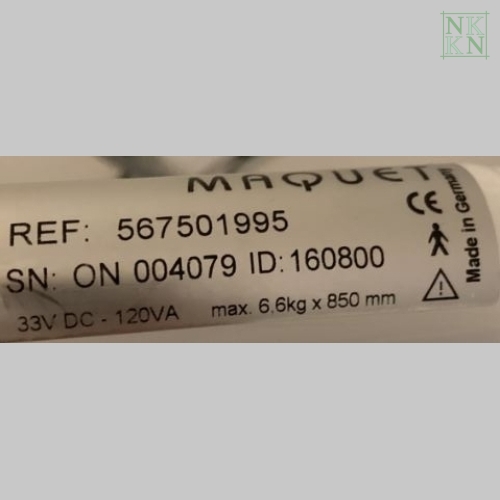 NK
KN
MAQUET
REF: 567501995
SN: ON 004079 ID: 160800
33V DC - 120VA max. 6,6kg x 850 mm
CE
Made in Germany